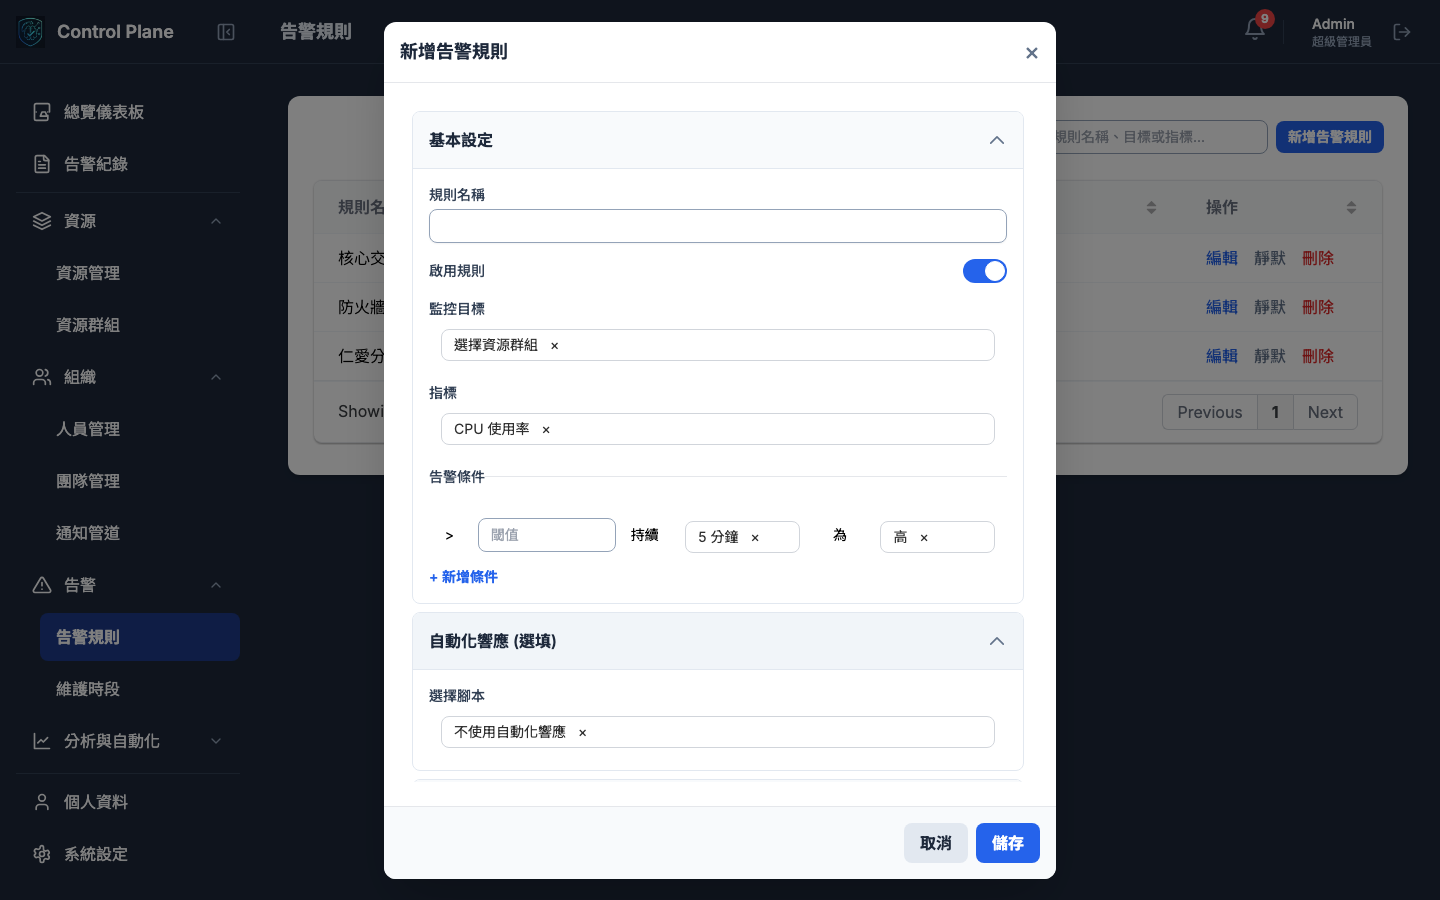 Control Plane
告警規則
9
Admin
超級管理員
總覽儀表板
告警紀錄
資源
資源管理
資源群組
組織
人員管理
團隊管理
通知管道
告警
告警規則
維護時段
分析與自動化
個人資料
系統設定
規則名稱、目標或指標...
新增告警規則
規則名
操作
核心交
編輯 靜默 刪除
防火牆
編輯 靜默 刪除
仁愛分
編輯 靜默 刪除
Showi
Previous 1 Next
新增告警規則 ×
基本設定
規則名稱
啟用規則
監控目標
選擇資源群組 ×
指標
CPU 使用率 ×
告警條件
> 閾值 持續 5 分鐘 × 為 高 ×
+ 新增條件
自動化響應 (選填)
選擇腳本
不使用自動化響應 ×
取消 儲存